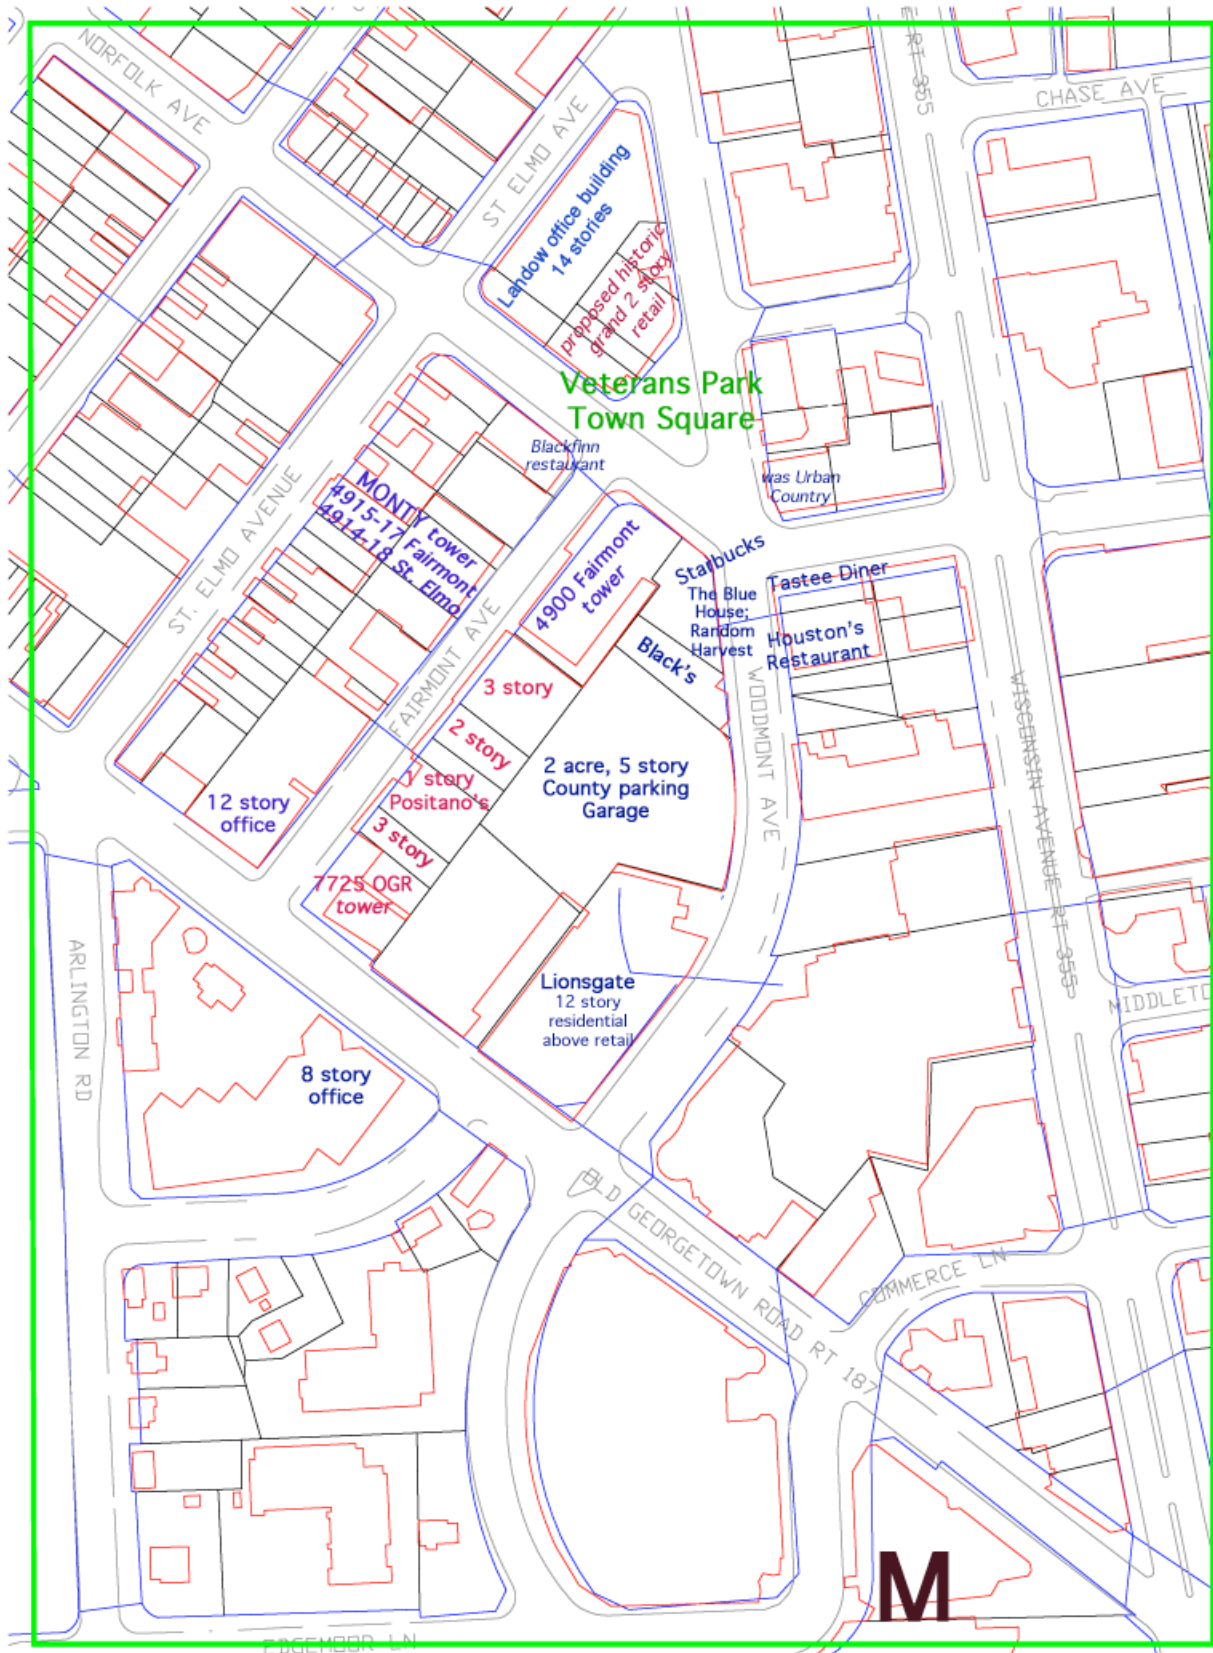 NORFOLK AVE
RT 355
CHASE AVE
ST ELMO AVE
Landow office building
14 stories
proposed historic
grand 2 story
retail
Veterans Park
Town Square
Blackfinn
restaurant
was Urban
Country
MONTY tower
4915-17 Fairmont
4914-18 St. Elmo
ST. ELMO AVENUE
4900 Fairmont
tower
Starbucks
Tastee Diner
The Blue
House;
Random
Harvest
Houston's
Restaurant
Black's
FAIRMONT AVE
3 story
2 story
1 story
Positano's
3 story
7725 OGR
tower
2 acre, 5 story
County parking
Garage
WOODMONT AVE
WISCONSIN AVENUE RT 355
12 story
office
ARLINGTON RD
Lionsgate
12 story
residential
above retail
8 story
office
OLD GEORGETOWN ROAD RT 187
COMMERCE LN
M
EDGEMOOR LN